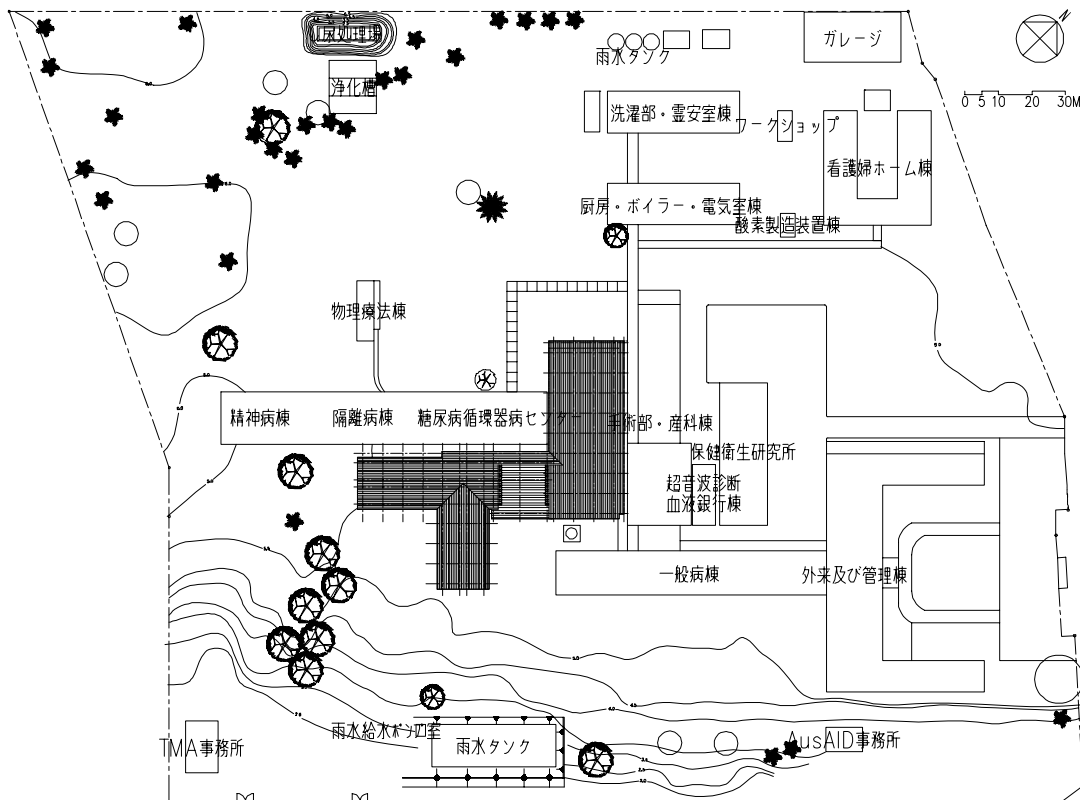 し尿処理場
浄化槽
雨水タンク
ガレージ
N
0 5 10 20 30M
洗濯部・霊安室棟
ワークショップ
看護婦ホーム棟
厨房・ボイラー・電気室棟
酸素製造装置棟
物理療法棟
精神病棟
隔離病棟
糖尿病循環器病センター
手術部・産科棟
保健衛生研究所
超音波診断
血液銀行棟
一般病棟
外来及び管理棟
TMA事務所
雨水給水ポンプ室
雨水タンク
AusAID事務所